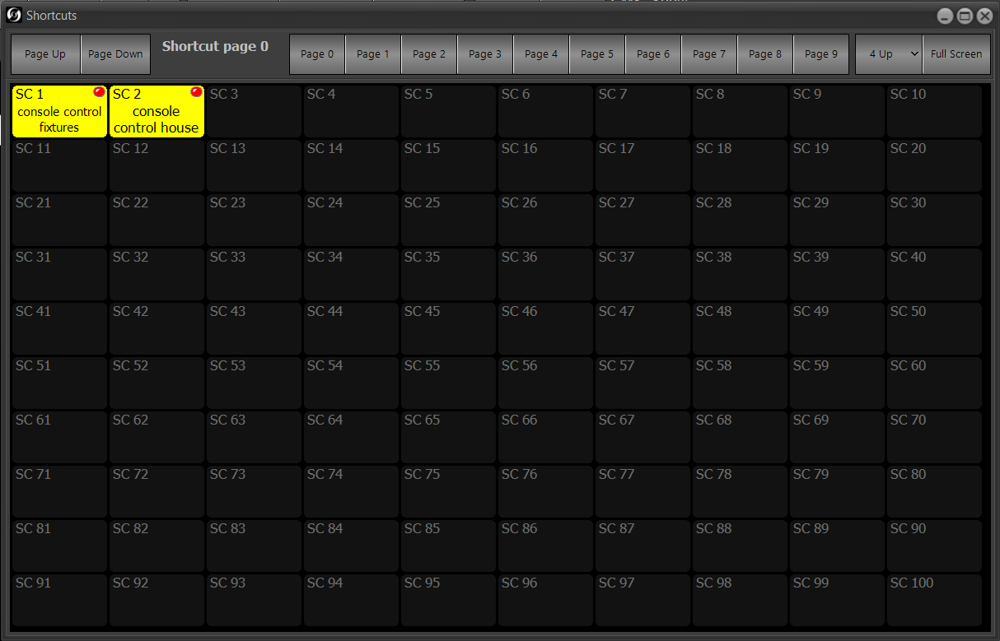 Shortcuts
Page Up Page Down Shortcut page 0 Page 0 Page 1 Page 2 Page 3 Page 4 Page 5 Page 6 Page 7 Page 8 Page 9 4 Up Full Screen
SC 1 SC 2 SC 3 SC 4 SC 5 SC 6 SC 7 SC 8 SC 9 SC 10
console control console
fixtures control house
SC 11 SC 12 SC 13 SC 14 SC 15 SC 16 SC 17 SC 18 SC 19 SC 20
SC 21 SC 22 SC 23 SC 24 SC 25 SC 26 SC 27 SC 28 SC 29 SC 30
SC 31 SC 32 SC 33 SC 34 SC 35 SC 36 SC 37 SC 38 SC 39 SC 40
SC 41 SC 42 SC 43 SC 44 SC 45 SC 46 SC 47 SC 48 SC 49 SC 50
SC 51 SC 52 SC 53 SC 54 SC 55 SC 56 SC 57 SC 58 SC 59 SC 60
SC 61 SC 62 SC 63 SC 64 SC 65 SC 66 SC 67 SC 68 SC 69 SC 70
SC 71 SC 72 SC 73 SC 74 SC 75 SC 76 SC 77 SC 78 SC 79 SC 80
SC 81 SC 82 SC 83 SC 84 SC 85 SC 86 SC 87 SC 88 SC 89 SC 90
SC 91 SC 92 SC 93 SC 94 SC 95 SC 96 SC 97 SC 98 SC 99 SC 100